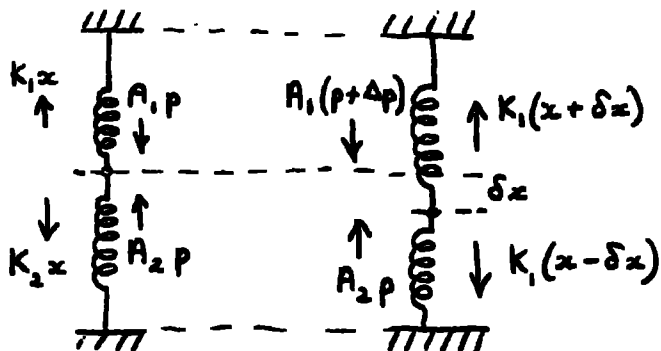 K₁x
A₁p
K₂x
A₂p
A₁(p+Δp)
K₁(x+δx)
δx
A₂p
K₁(x-δx)